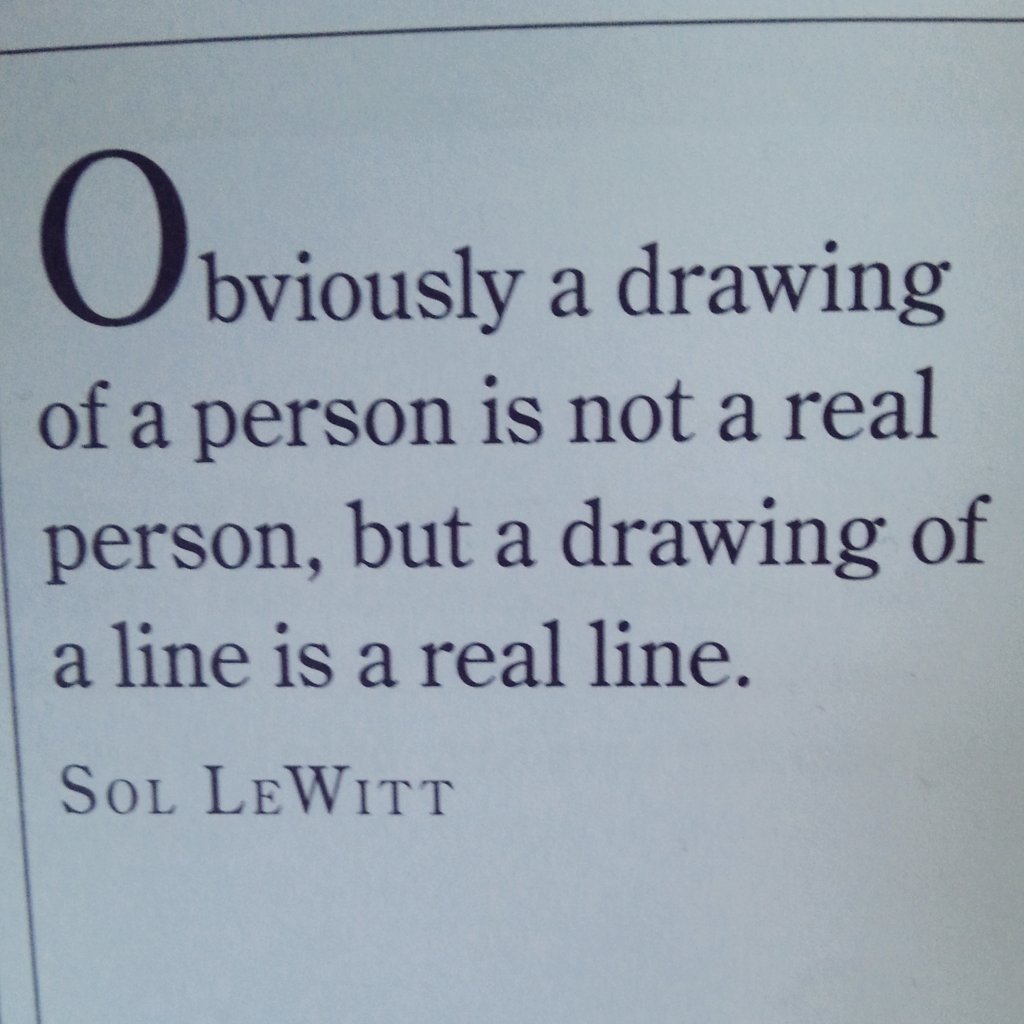 Obviously a drawing
of a person is not a real
person, but a drawing of
a line is a real line.
SOL LEWITT